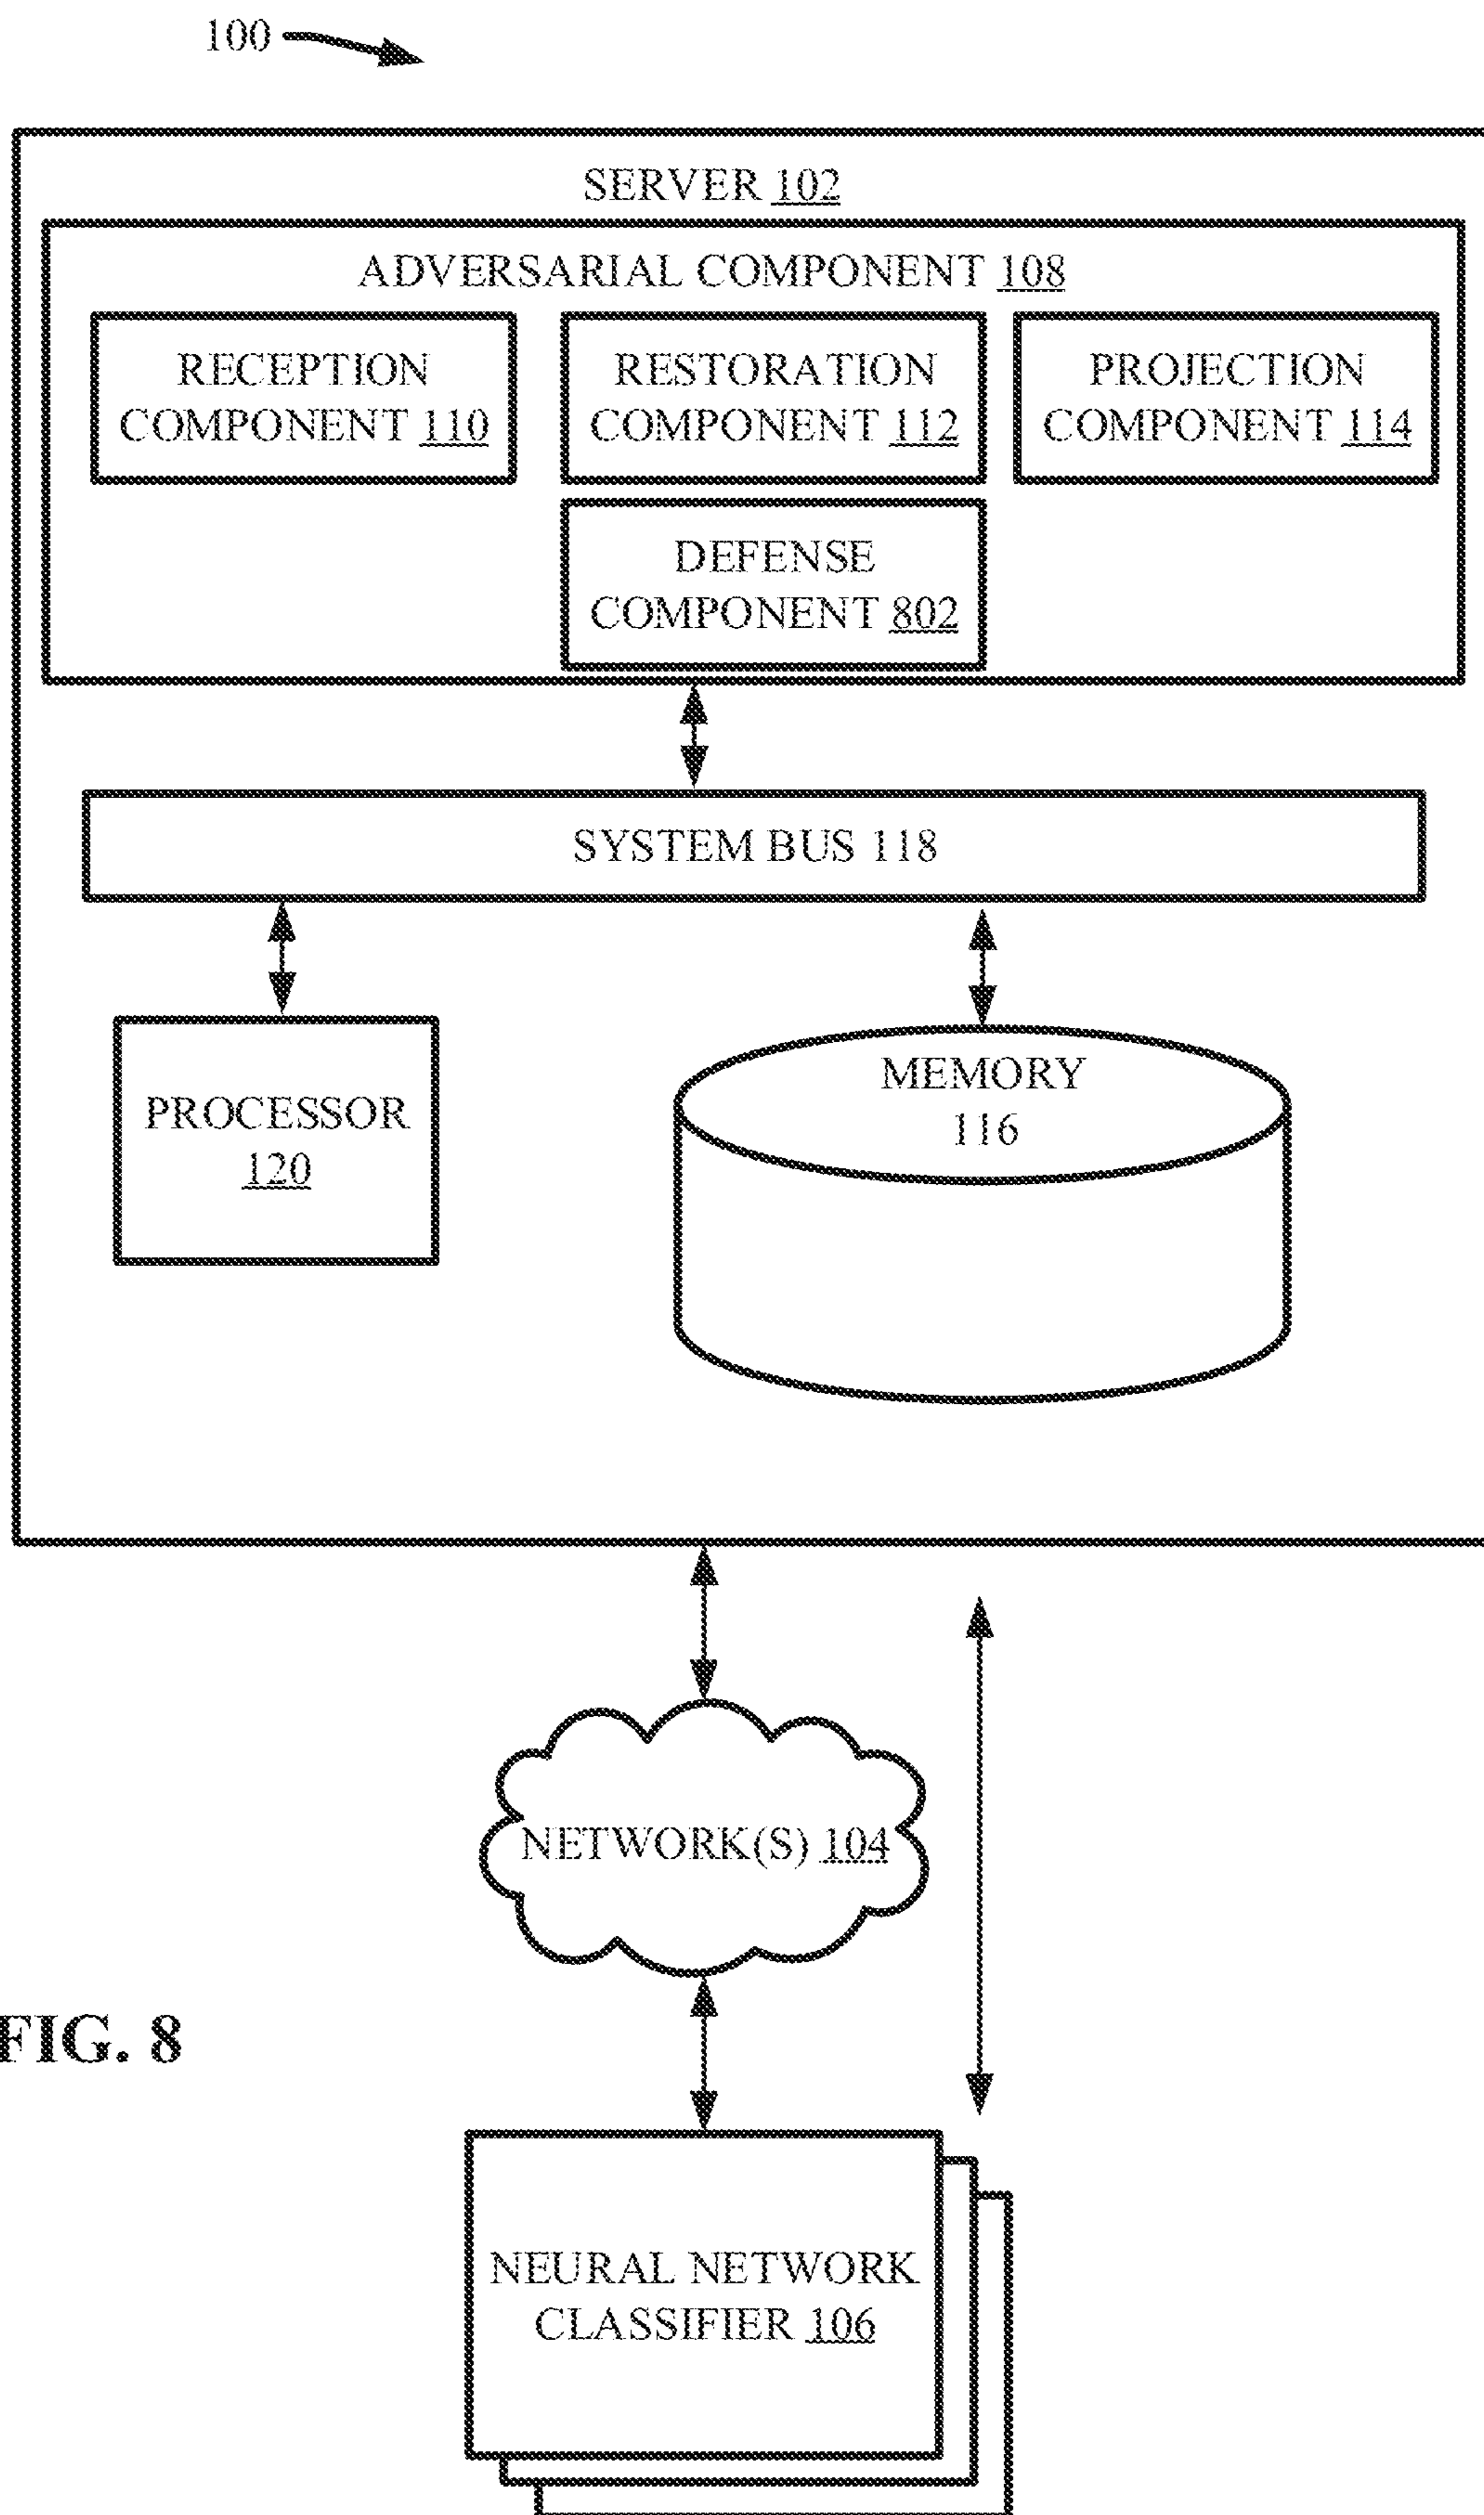 100
SERVER 102
ADVERSARIAL COMPONENT 108
RECEPTION
COMPONENT 110
RESTORATION
COMPONENT 112
PROJECTION
COMPONENT 114
DEFENSE
COMPONENT 802
SYSTEM BUS 118
PROCESSOR
120
MEMORY
116
NETWORK(S) 104
FIG. 8
NEURAL NETWORK
CLASSIFIER 106